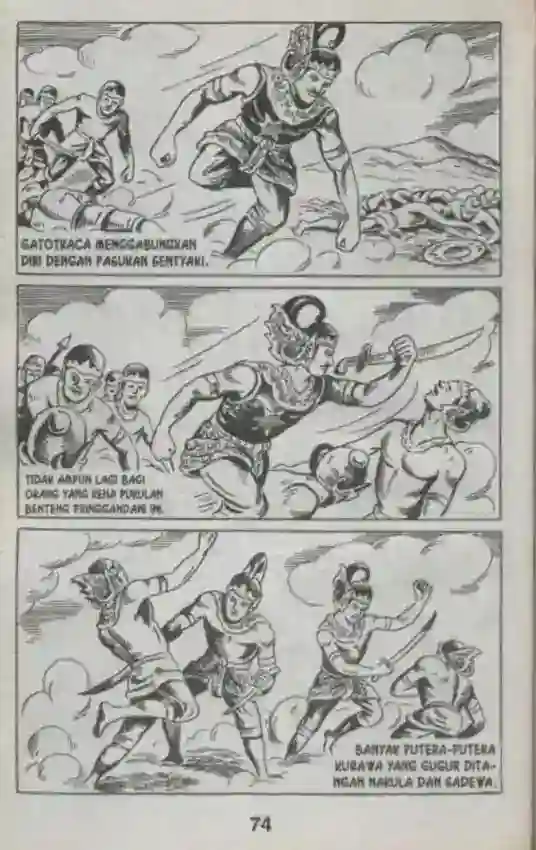 GATOTKACA MENGGABUNGKAN
DIRI DENGAN PASUKAN SENTYAKI.
TIDAK AMPUN LAGI BAGI
ORANG YANG KENA PUKULAN
BENTENG PRINGGANDANI INI.
BANYAK PUTERA-PUTERA
KURAWA YANG GUGUR DITA-
NGAN NAKULA DAN SADEWA.
74